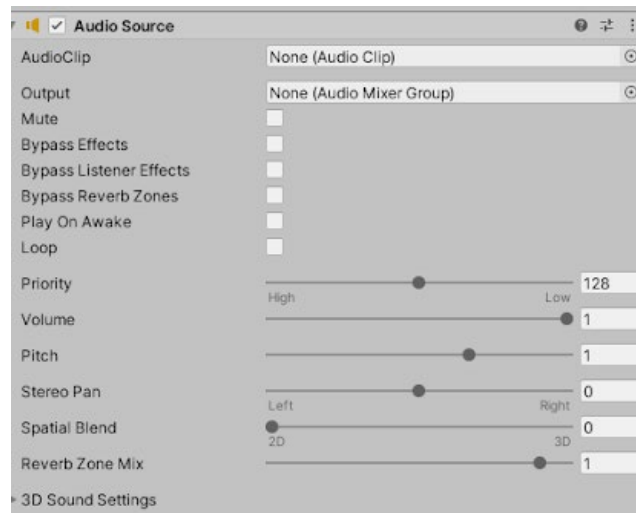 Audio Source
AudioClip None (Audio Clip)
Output None (Audio Mixer Group)
Mute
Bypass Effects
Bypass Listener Effects
Bypass Reverb Zones
Play On Awake
Loop
Priority 128
High Low
Volume 1
Pitch 1
Stereo Pan 0
Left Right
Spatial Blend 0
2D 3D
Reverb Zone Mix 1
3D Sound Settings